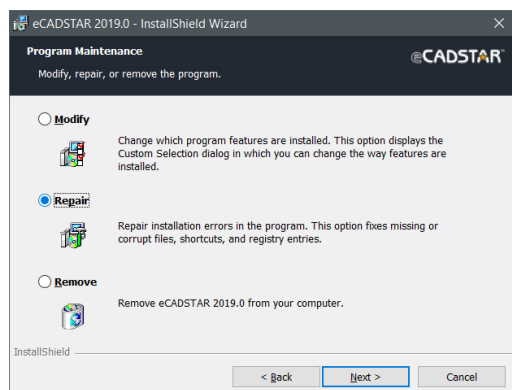 eCADSTAR 2019.0 - InstallShield Wizard
Program Maintenance
Modify, repair, or remove the program.
eCADSTAR
Modify
Change which program features are installed. This option displays the
Custom Selection dialog in which you can change the way features are
installed.
Repair
Repair installation errors in the program. This option fixes missing or
corrupt files, shortcuts, and registry entries.
Remove
Remove eCADSTAR 2019.0 from your computer.
InstallShield
< Back
Next >
Cancel